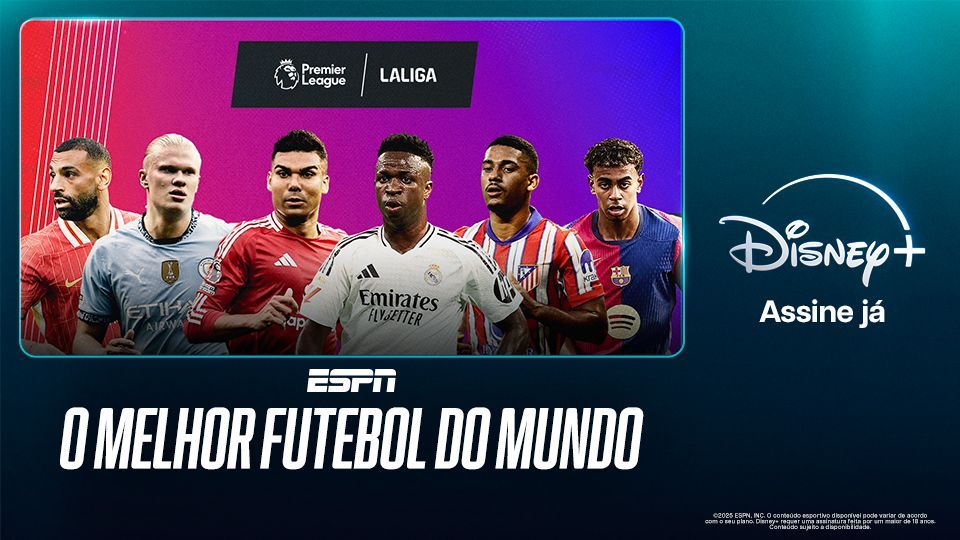 Premier
League
LALIGA
ETIHAD
AIRWAYS
Emirates
FLY BETTER
ESPN
O MELHOR FUTEBOL DO MUNDO
Disney+
Assine já
©2025 ESPN, INC. O conteúdo esportivo disponível pode variar de acordo
com o seu plano. Disney+ requer uma assinatura feita por um maior de 18 anos.
Conteúdo sujeito a disponibilidade.